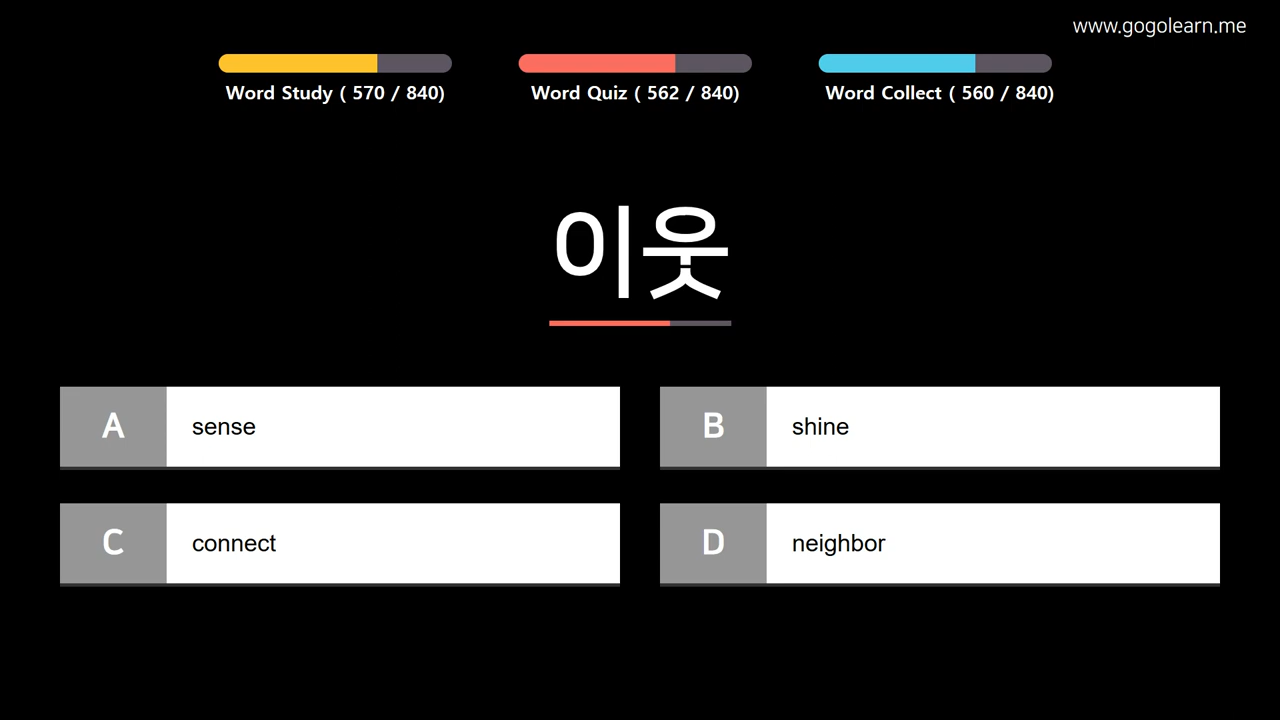 www.gogolearn.me
Word Study ( 570 / 840)
Word Quiz ( 562 / 840)
Word Collect ( 560 / 840)
이웃
A sense
B shine
C connect
D neighbor